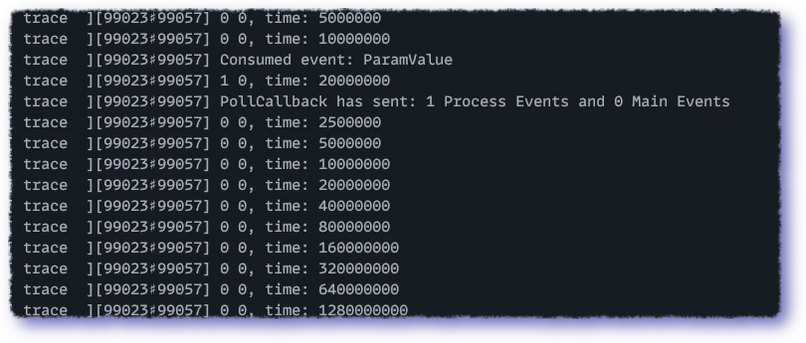 trace  ][99023♯99057] 0 0, time: 5000000
trace  ][99023♯99057] 0 0, time: 10000000
trace  ][99023♯99057] Consumed event: ParamValue
trace  ][99023♯99057] 1 0, time: 20000000
trace  ][99023♯99057] PollCallback has sent: 1 Process Events and 0 Main Events
trace  ][99023♯99057] 0 0, time: 2500000
trace  ][99023♯99057] 0 0, time: 5000000
trace  ][99023♯99057] 0 0, time: 10000000
trace  ][99023♯99057] 0 0, time: 20000000
trace  ][99023♯99057] 0 0, time: 40000000
trace  ][99023♯99057] 0 0, time: 80000000
trace  ][99023♯99057] 0 0, time: 160000000
trace  ][99023♯99057] 0 0, time: 320000000
trace  ][99023♯99057] 0 0, time: 640000000
trace  ][99023♯99057] 0 0, time: 1280000000